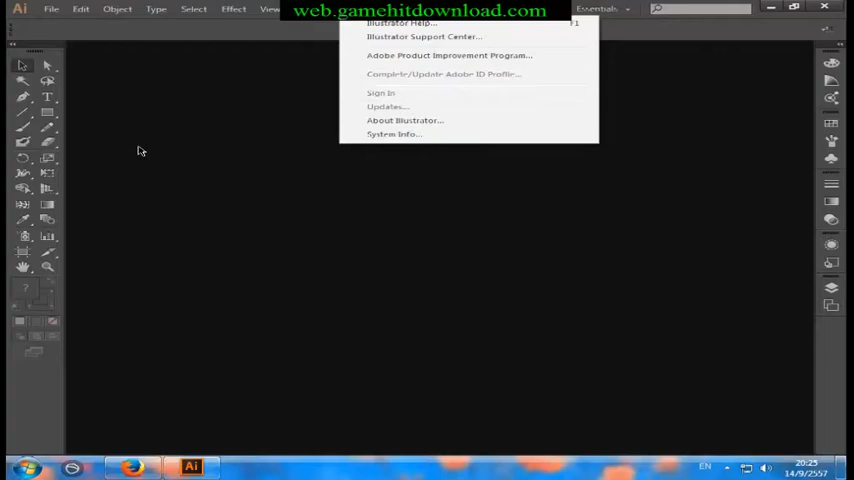 web.gamehitdownload.com
Ai File Edit Object Type Select Effect View Essentials
Illustrator Help... F1
Illustrator Support Center...
Adobe Product Improvement Program...
Complete/Update Adobe ID Profile...
Sign In
Updates...
About Illustrator...
System Info...
T
?
Ai EN 20:25
14/9/2557